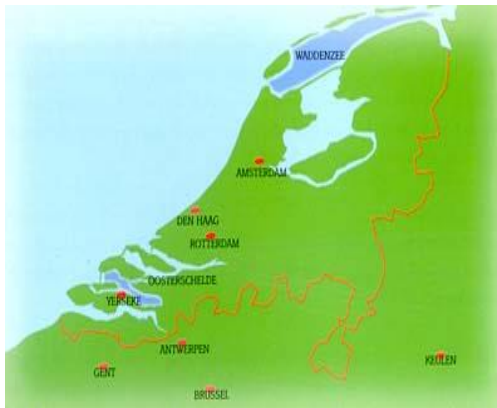 WADDENZEE
AMSTERDAM
DEN HAAG
ROTTERDAM
OOSTERSCHELDE
YERSEKE
ANTWERPEN
KEULEN
GENT
BRUSSEL